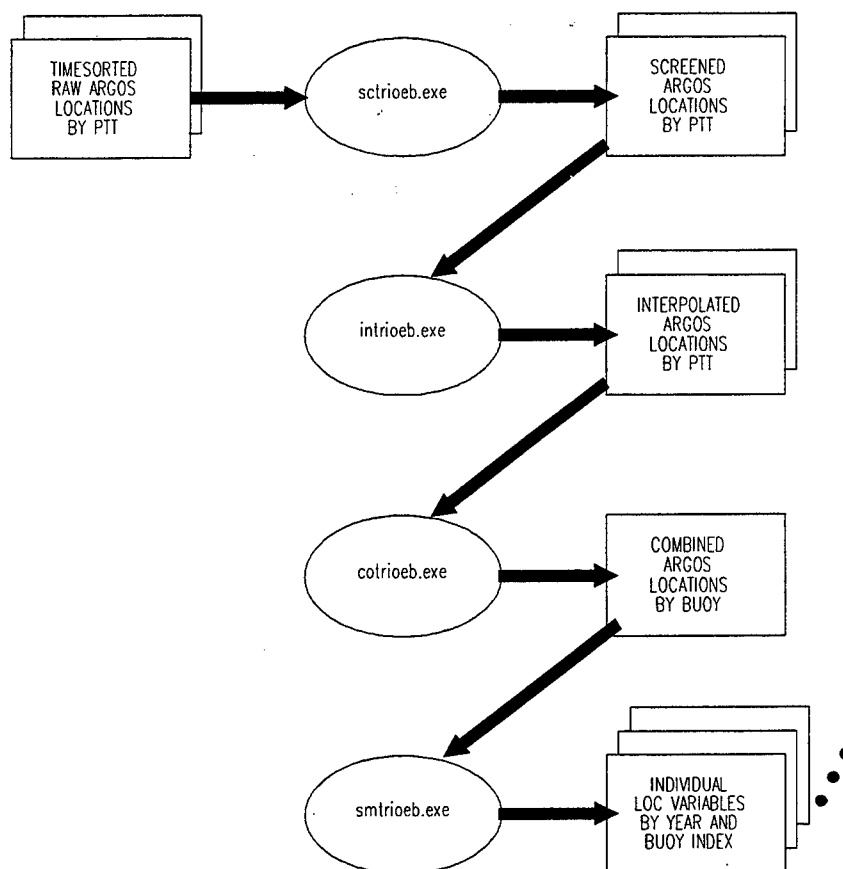 TIMESORTED
RAW ARGOS
LOCATIONS
BY PTT
sctrioeb.exe
SCREENED
ARGOS
LOCATIONS
BY PTT
intrioeb.exe
INTERPOLATED
ARGOS
LOCATIONS
BY PTT
cotrioeb.exe
COMBINED
ARGOS
LOCATIONS
BY BUOY
smtrioeb.exe
INDIVIDUAL
LOC VARIABLES
BY YEAR AND
BUOY INDEX